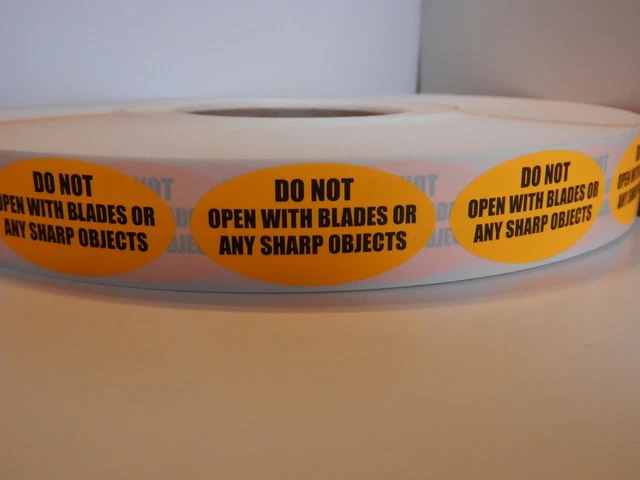 DO NOT
OPEN WITH BLADES OR
ANY SHARP OBJECTS
DO NOT
OPEN WITH BLADES OR
ANY SHARP OBJECTS
DO NOT
OPEN WITH BLADES OR
ANY SHARP OBJECTS